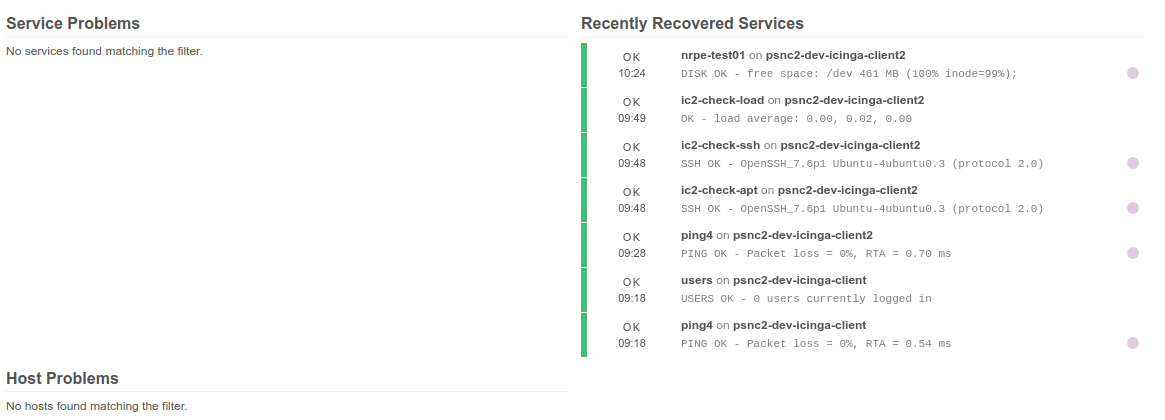 Service Problems
No services found matching the filter.
Recently Recovered Services
OK
10:24
nrpe-test01 on psnc2-dev-icinga-client2
DISK OK - free space: /dev 461 MB (100% inode=99%);
OK
09:49
ic2-check-load on psnc2-dev-icinga-client2
OK - load average: 0.00, 0.02, 0.00
OK
09:48
ic2-check-ssh on psnc2-dev-icinga-client2
SSH OK - OpenSSH_7.6p1 Ubuntu-4ubuntu0.3 (protocol 2.0)
OK
09:48
ic2-check-apt on psnc2-dev-icinga-client2
SSH OK - OpenSSH_7.6p1 Ubuntu-4ubuntu0.3 (protocol 2.0)
OK
09:28
ping4 on psnc2-dev-icinga-client2
PING OK - Packet loss = 0%, RTA = 0.70 ms
OK
09:18
users on psnc2-dev-icinga-client
USERS OK - 0 users currently logged in
OK
09:18
ping4 on psnc2-dev-icinga-client
PING OK - Packet loss = 0%, RTA = 0.54 ms
Host Problems
No hosts found matching the filter.